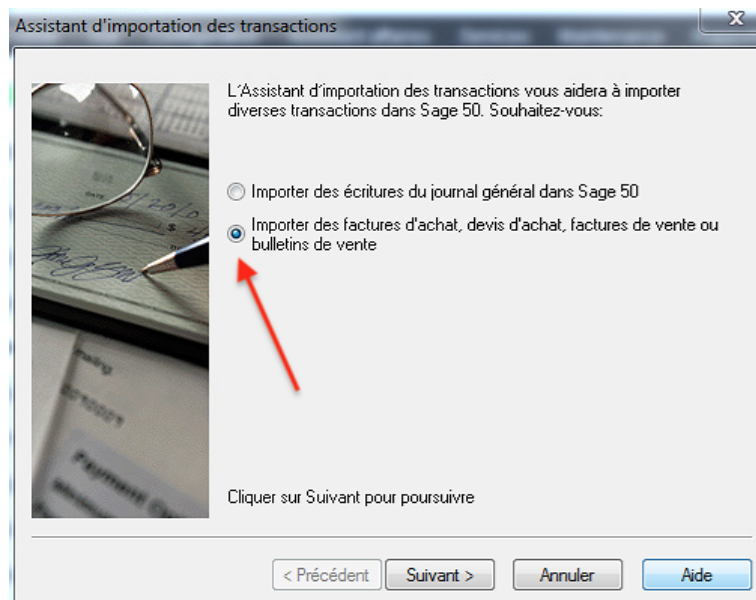 Assistant d'importation des transactions
L'Assistant d'importation des transactions vous aidera à importer
diverses transactions dans Sage 50. Souhaitez-vous:
Importer des écritures du journal général dans Sage 50
Importer des factures d'achat, devis d'achat, factures de vente ou
bulletins de vente
mailing
Payment
Cliquer sur Suivant pour poursuivre
< Précédent
Suivant >
Annuler
Aide